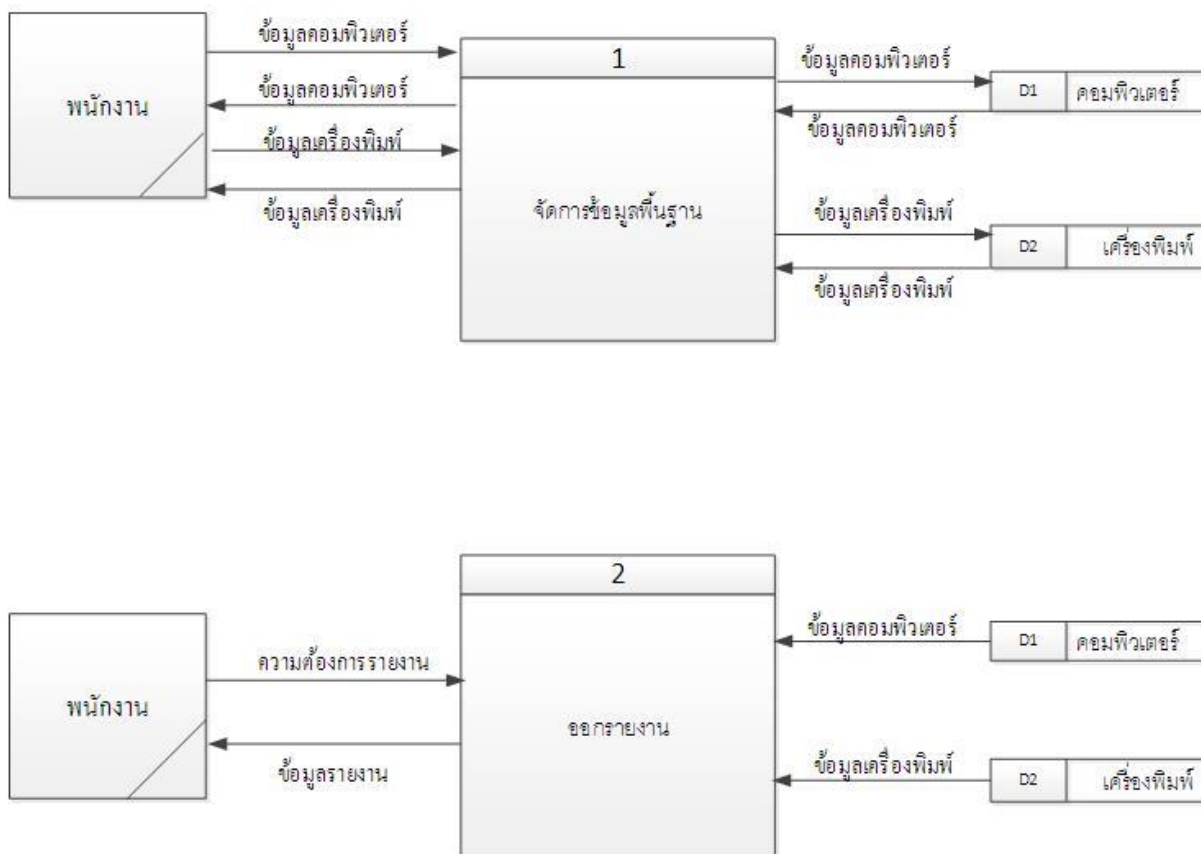 พนักงาน
ข้อมูลคอมพิวเตอร์
ข้อมูลคอมพิวเตอร์
ข้อมูลเครื่องพิมพ์
ข้อมูลเครื่องพิมพ์
1
จัดการข้อมูลพื้นฐาน
ข้อมูลคอมพิวเตอร์
D1 คอมพิวเตอร์
ข้อมูลคอมพิวเตอร์
ข้อมูลเครื่องพิมพ์
D2 เครื่องพิมพ์
ข้อมูลเครื่องพิมพ์
พนักงาน
ความต้องการรายงาน
ข้อมูลรายงาน
2
ออกรายงาน
ข้อมูลคอมพิวเตอร์
D1 คอมพิวเตอร์
ข้อมูลเครื่องพิมพ์
D2 เครื่องพิมพ์